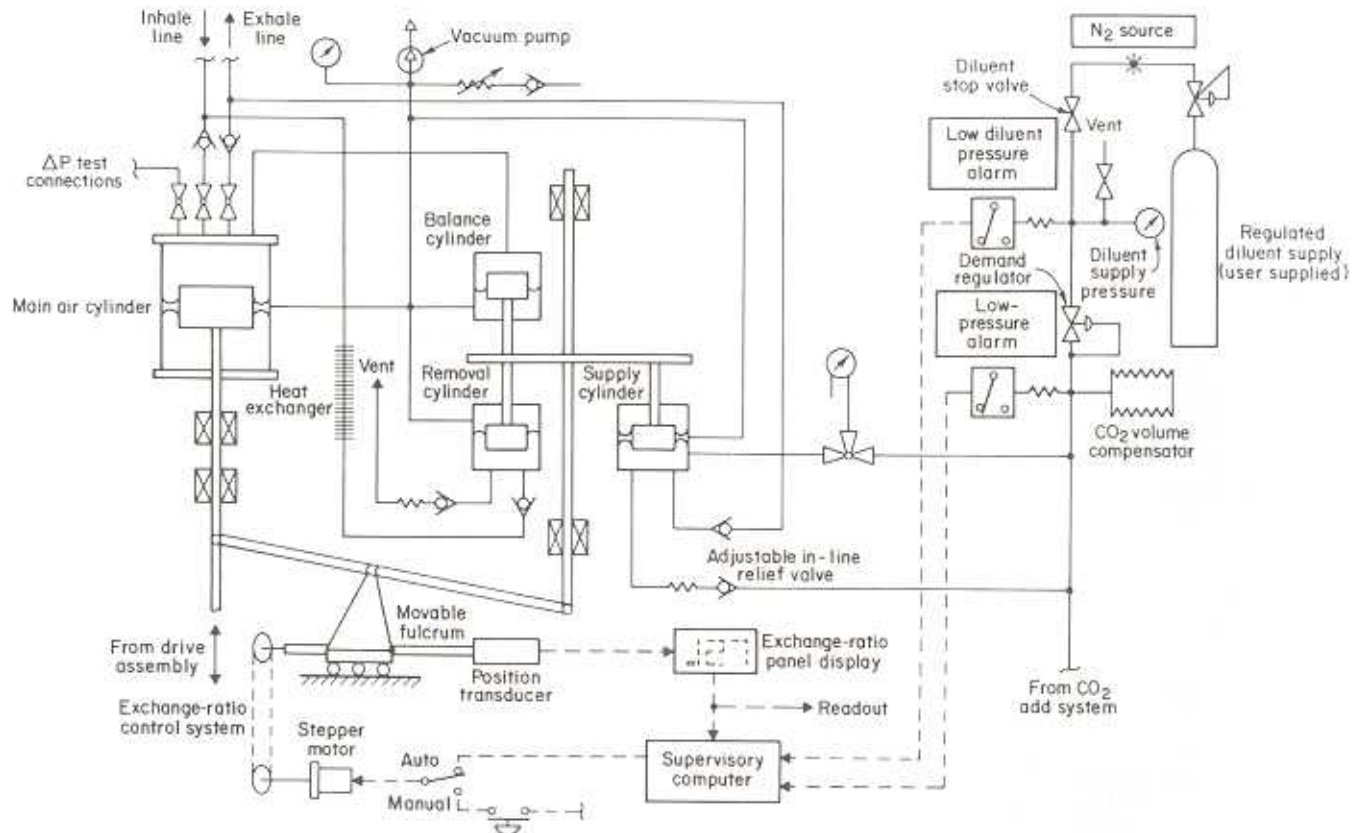 Inhale
line
Exhale
line
Vacuum pump
N2 source
Diluent
stop valve
Vent
Low diluent
pressure
alarm
ΔP test
connections
Balance
cylinder
Main air cylinder
Demand
regulator
Diluent
supply
pressure
Regulated
diluent supply
(user supplied)
Low-
pressure
alarm
Vent
Removal
cylinder
Supply
cylinder
Heat
exchanger
CO2 volume
compensator
Adjustable in-line
relief valve
Movable
fulcrum
From drive
assembly
Position
transducer
Exchange-ratio
panel display
From CO2
add system
Exchange-ratio
control system
Readout
Stepper
motor
Auto
Manual
Supervisory
computer